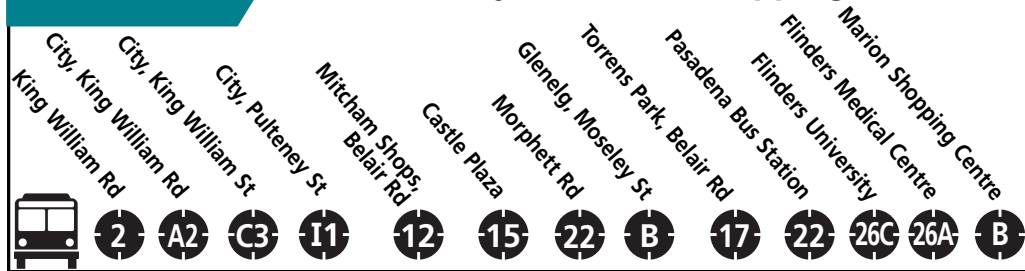 King William Rd
City, King William Rd
City, King William St
City, Pulteney St
Mitcham Shops,
Belair Rd
Castle Plaza
Morphett Rd
Glenelg, Moseley St
Torrens Park, Belair Rd
Pasadena Bus Station
Flinders University
Flinders Medical Centre
Marion Shopping Centre
2 A2 C3 I1 12 15 22 B 17 22 26C 26A B